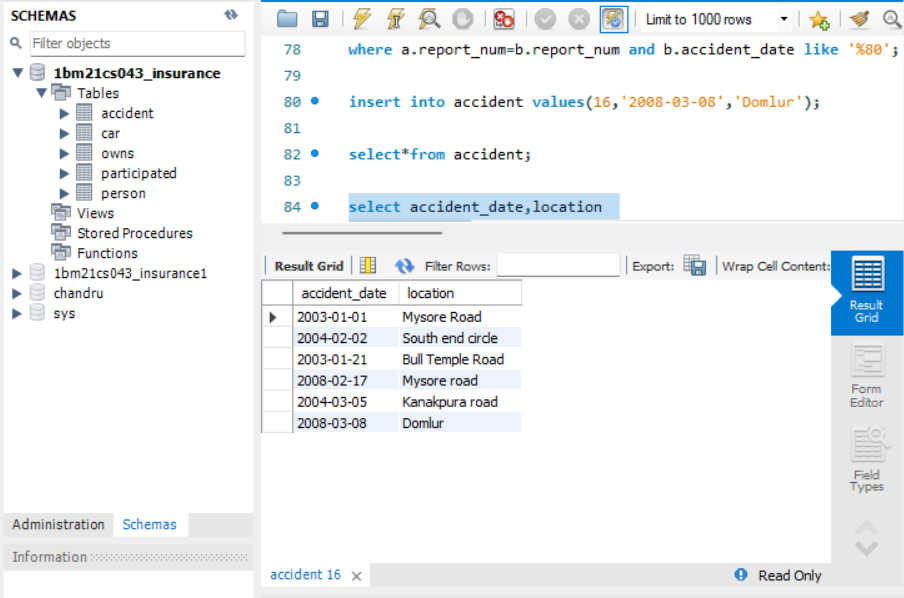 SCHEMAS
Filter objects
1bm21cs043_insurance
Tables
accident
car
owns
participated
person
Views
Stored Procedures
Functions
1bm21cs043_insurance1
chandru
sys
Administration
Schemas
Information
Limit to 1000 rows
78 where a.report_num=b.report_num and b.accident_date like '%80';
79
80 insert into accident values(16,'2008-03-08','Domlur');
81
82 select*from accident;
83
84 select accident_date,location
Result Grid
Filter Rows:
Export:
Wrap Cell Content:
accident_date location
2003-01-01 Mysore Road
2004-02-02 South end circle
2003-01-21 Bull Temple Road
2008-02-17 Mysore road
2004-03-05 Kanakpura road
2008-03-08 Domlur
Result
Grid
Form
Editor
Field
Types
accident 16
Read Only